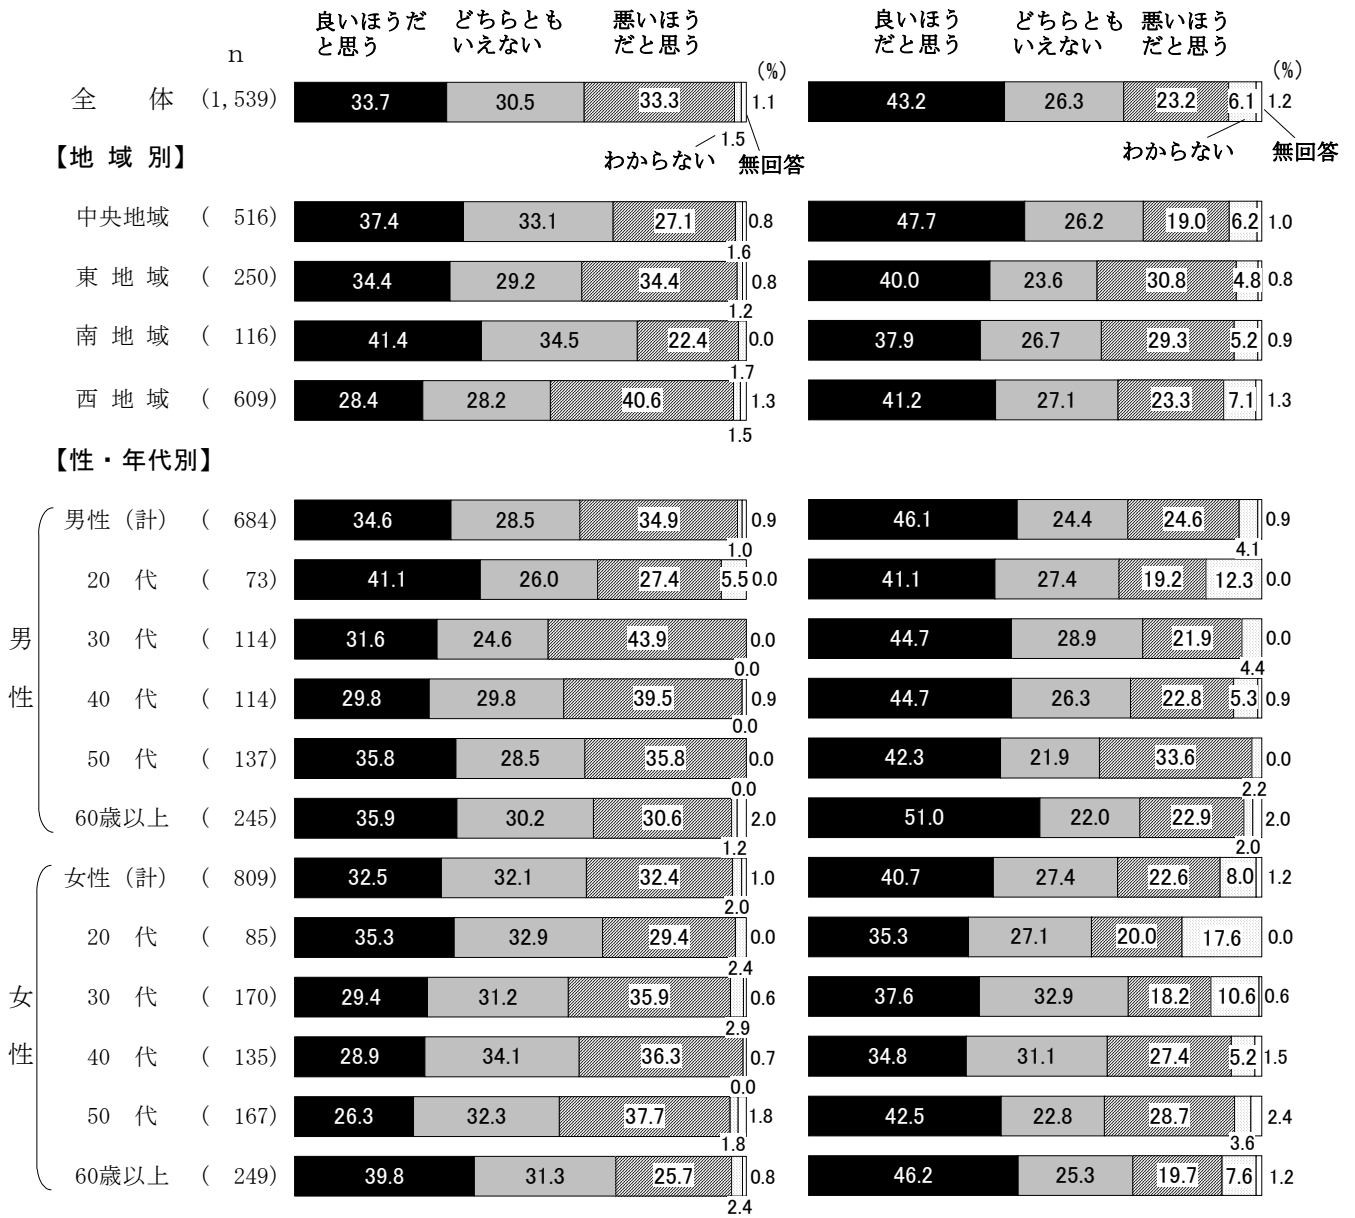 良いほうだ どちらとも 悪いほう 良いほう どちらとも 悪いほう
と思う いえない だと思う だと思う いえない だと思う
n
(%) (%)
全 体 (1,539) 33.7 30.5 33.3 1.1 43.2 26.3 23.2 6.1 1.2
1.5
【地 域 別】 わからない 無回答 わからない 無回答
中央地域 ( 516) 37.4 33.1 27.1 0.8 47.7 26.2 19.0 6.2 1.0
1.6
東 地 域 ( 250) 34.4 29.2 34.4 0.8 40.0 23.6 30.8 4.8 0.8
1.2
南 地 域 ( 116) 41.4 34.5 22.4 0.0 37.9 26.7 29.3 5.2 0.9
1.7
西 地 域 ( 609) 28.4 28.2 40.6 1.3 41.2 27.1 23.3 7.1 1.3
1.5
【性・年代別】
男性（計） ( 684) 34.6 28.5 34.9 0.9 46.1 24.4 24.6 0.9
1.0 4.1
20 代 ( 73) 41.1 26.0 27.4 5.5 0.0 41.1 27.4 19.2 12.3 0.0
男 30 代 ( 114) 31.6 24.6 43.9 0.0 44.7 28.9 21.9 0.0
0.0 4.4
性 40 代 ( 114) 29.8 29.8 39.5 0.9 44.7 26.3 22.8 5.3 0.9
0.0
50 代 ( 137) 35.8 28.5 35.8 0.0 42.3 21.9 33.6 0.0
0.0 2.2
60歳以上 ( 245) 35.9 30.2 30.6 2.0 51.0 22.0 22.9 2.0
1.2 2.0
女性（計） ( 809) 32.5 32.1 32.4 1.0 40.7 27.4 22.6 8.0 1.2
2.0
20 代 ( 85) 35.3 32.9 29.4 0.0 35.3 27.1 20.0 17.6 0.0
2.4
女 30 代 ( 170) 29.4 31.2 35.9 0.6 37.6 32.9 18.2 10.6 0.6
2.9
性 40 代 ( 135) 28.9 34.1 36.3 0.7 34.8 31.1 27.4 5.2 1.5
0.0
50 代 ( 167) 26.3 32.3 37.7 1.8 42.5 22.8 28.7 2.4
1.8 3.6
60歳以上 ( 249) 39.8 31.3 25.7 0.8 46.2 25.3 19.7 7.6 1.2
2.4